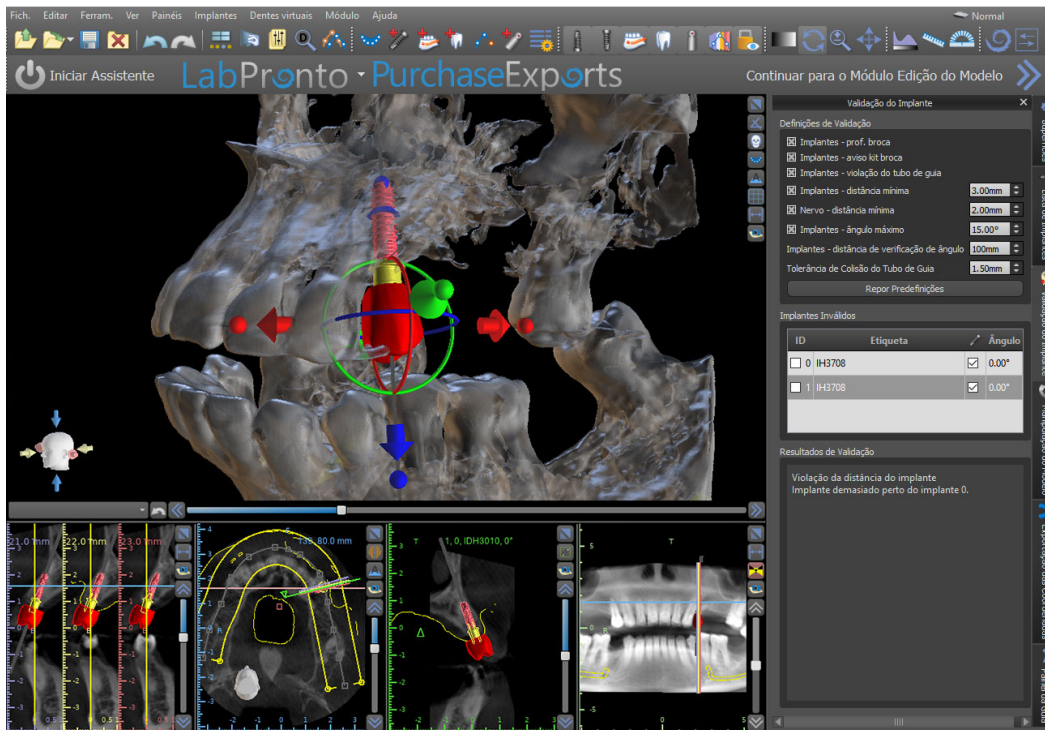 Fich. Editar Ferram. Ver Painéis Implantes Dentes virtuais Módulo Ajuda
Normal
Iniciar Assistente
LabPronto - PurchaseExports
Continuar para o Módulo Edição do Modelo
Validação do Implante
Definições de Validação
Implantes - prof. broca
Implantes - aviso kit broca
Implantes - violação do tubo de guia
Implantes - distância mínima 3.00mm
Nervo - distância mínima 2.00mm
Implantes - ângulo máximo 15.00°
Implantes - distância de verificação de ângulo 100mm
Tolerância de Colisão do Tubo de Guia 1.50mm
Repor Predefinições
Implantes Inválidos
ID Etiqueta Ângulo
0 IH3708 0.00°
1 IH3708 0.00°
Resultados de Validação
Violação da distância do implante
Implante demasiado perto do implante 0.
21.0 mm 22.0 mm 23.0 mm
80.0 mm
T 1, 0, IDH3010, 0°
T
R
R